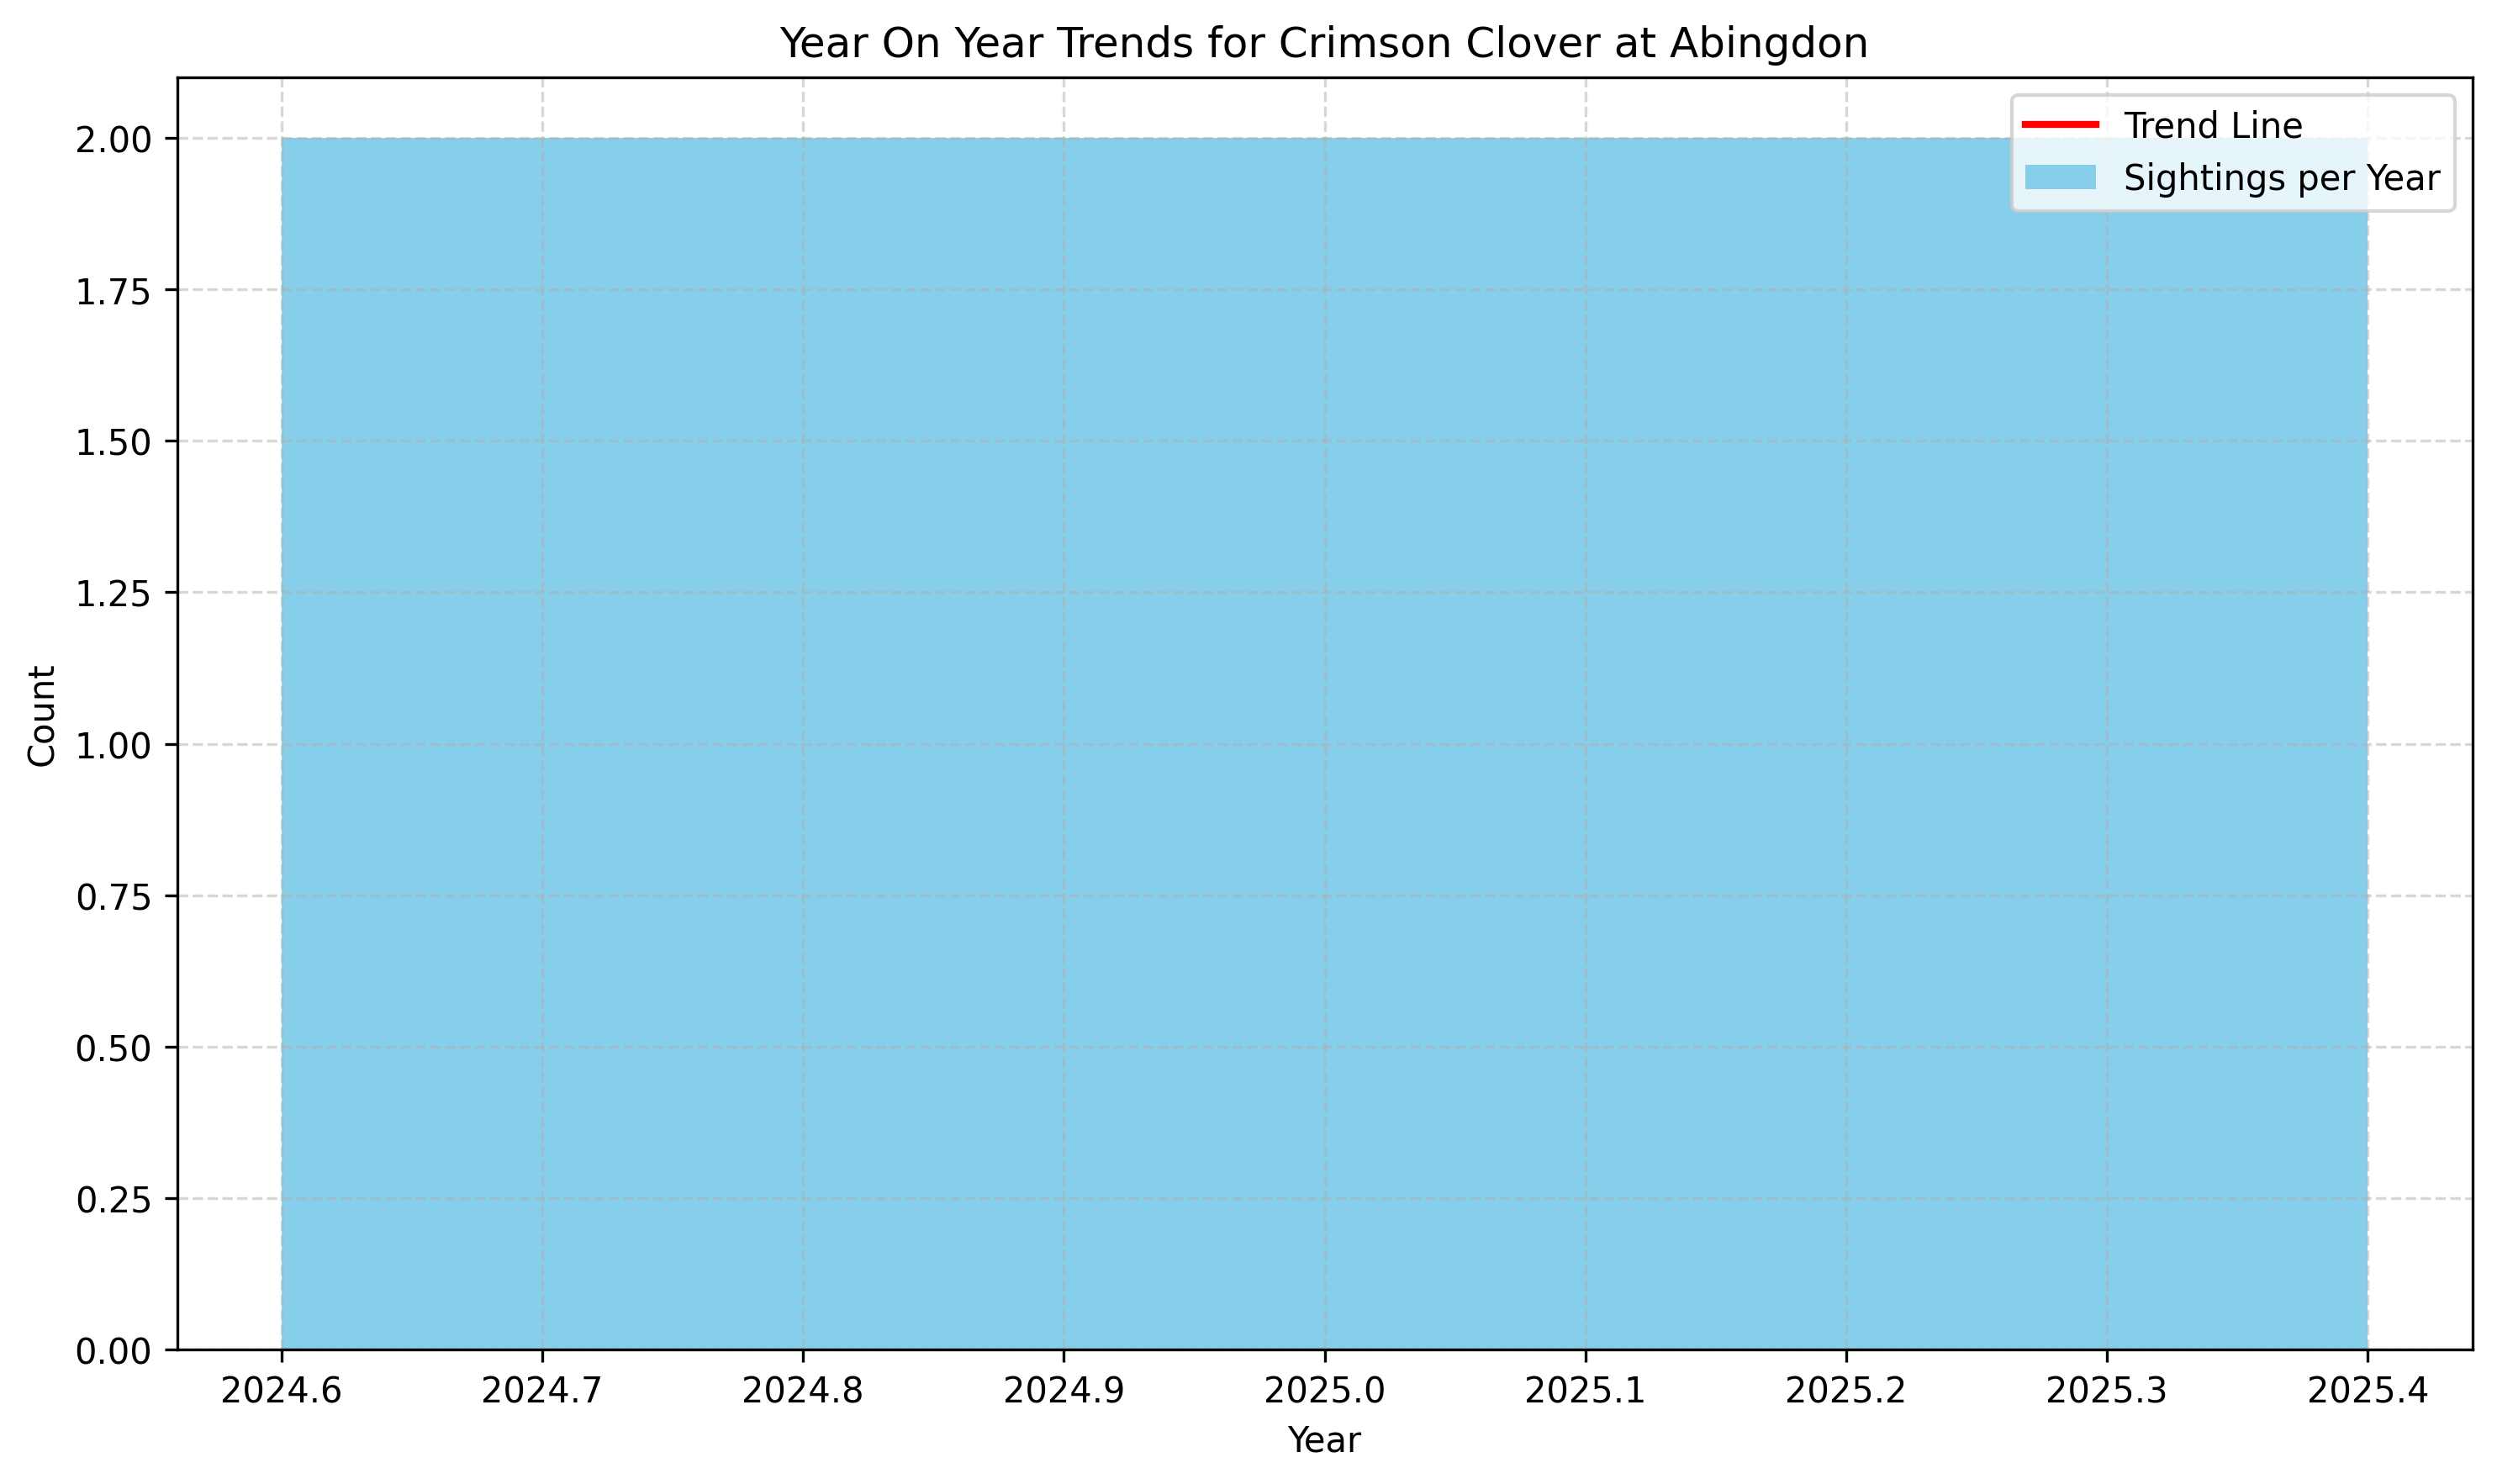 Year On Year Trends for Crimson Clover at Abingdon
Trend Line
Sightings per Year
2.00
1.75
1.50
1.25
1.00
0.75
0.50
0.25
0.00
Count
2024.6 2024.7 2024.8 2024.9 2025.0 2025.1 2025.2 2025.3 2025.4
Year